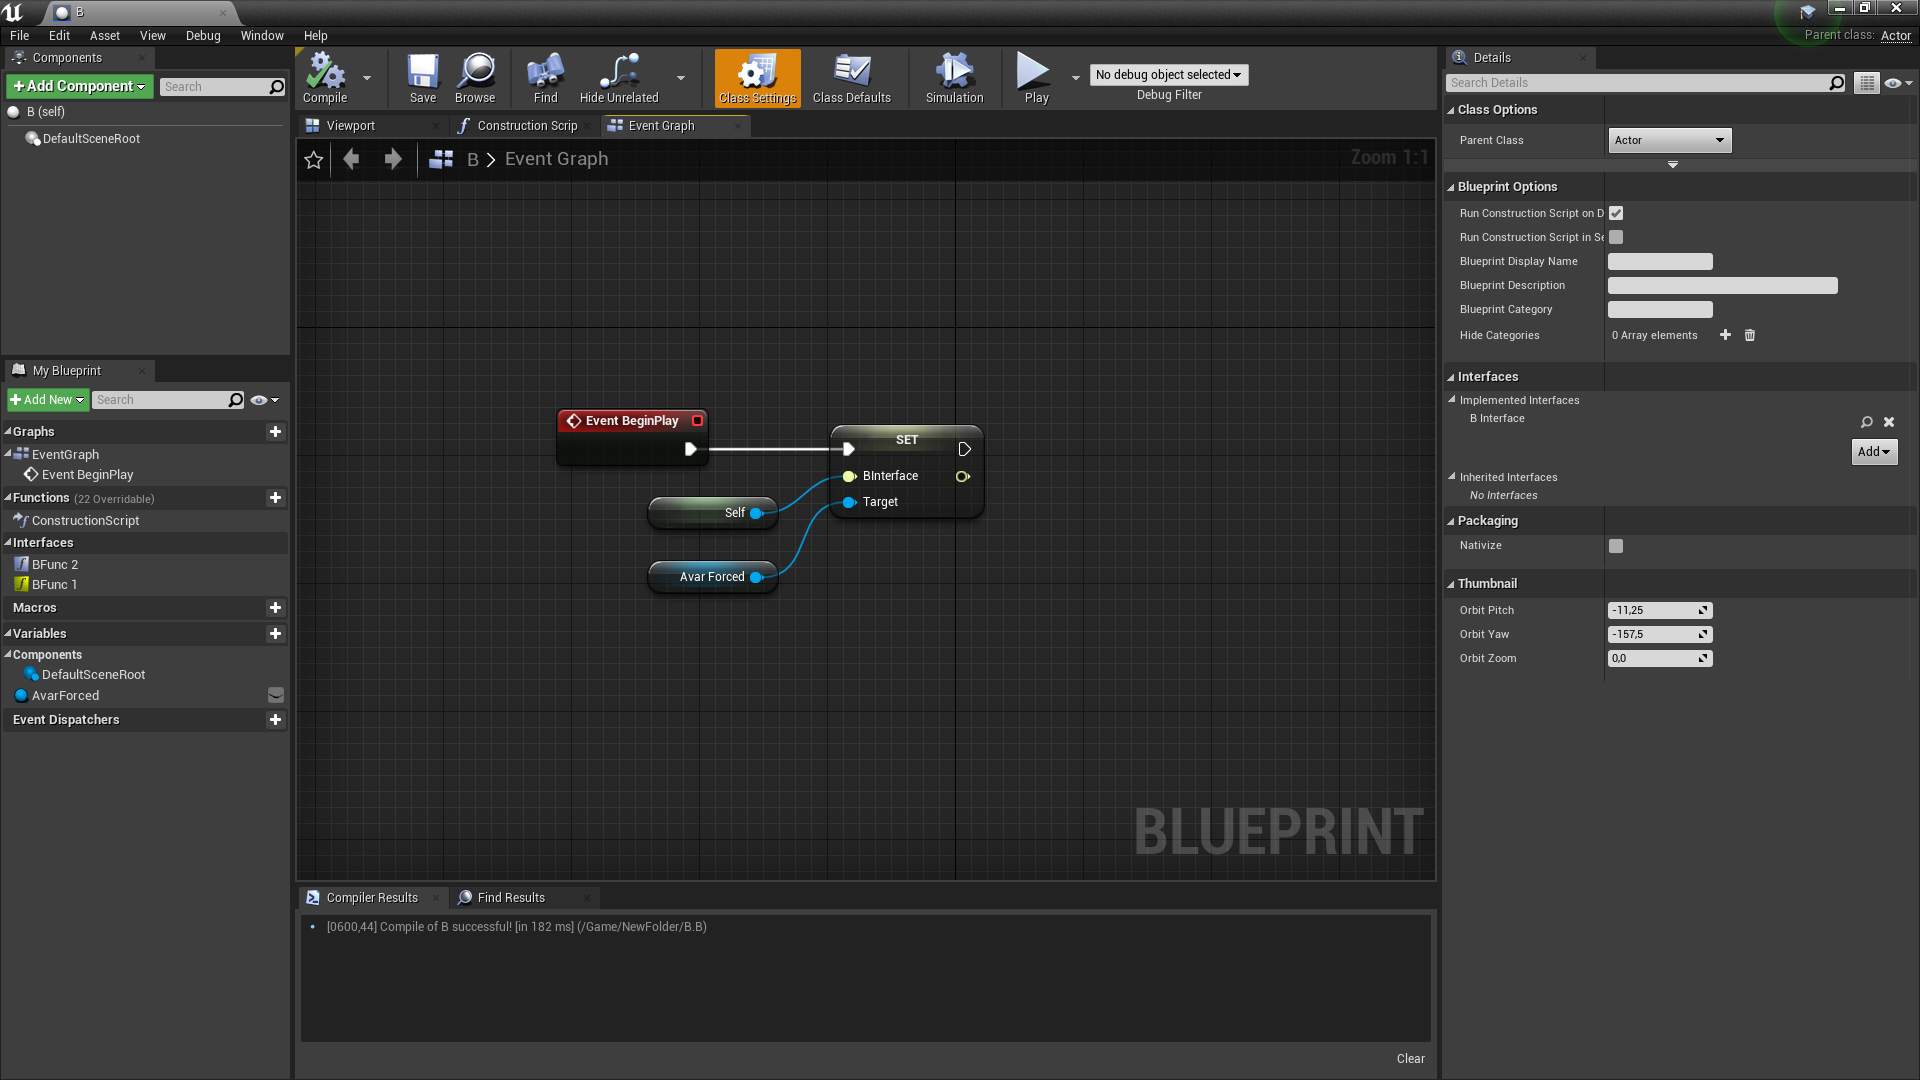 B
File Edit Asset View Debug Window Help
Parent class: Actor
Components
Add Component
Search
B (self)
DefaultSceneRoot
My Blueprint
Add New
Search
Graphs
EventGraph
Event BeginPlay
Functions (22 Overridable)
ConstructionScript
Interfaces
BFunc 2
BFunc 1
Macros
Variables
Components
DefaultSceneRoot
AvarForced
Event Dispatchers
Compile
Save
Browse
Find
Hide Unrelated
Class Settings
Class Defaults
Simulation
Play
No debug object selected
Debug Filter
Viewport
Construction Scrip
Event Graph
B > Event Graph
Zoom 1:1
Event BeginPlay
SET
BInterface
Target
Self
Avar Forced
BLUEPRINT
Compiler Results
Find Results
[0600,44] Compile of B successful! [in 182 ms] (/Game/NewFolder/B.B)
Clear
Details
Search Details
Class Options
Parent Class
Actor
Blueprint Options
Run Construction Script on D
Run Construction Script in Se
Blueprint Display Name
Blueprint Description
Blueprint Category
Hide Categories
0 Array elements
Interfaces
Implemented Interfaces
B Interface
Add
Inherited Interfaces
No Interfaces
Packaging
Nativize
Thumbnail
Orbit Pitch
-11,25
Orbit Yaw
-157,5
Orbit Zoom
0,0